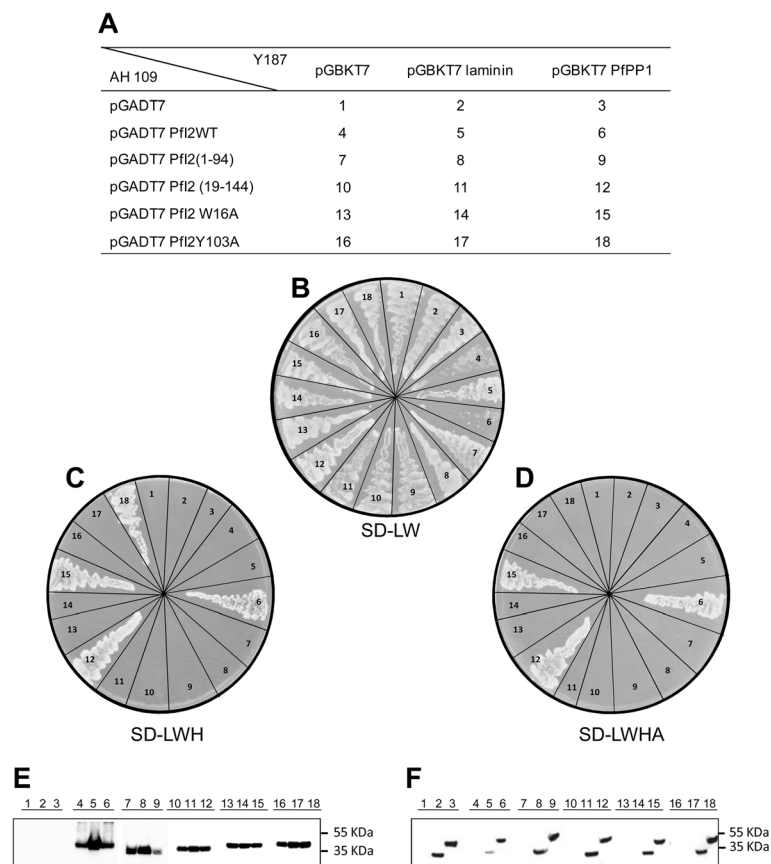 A
Y187
AH 109
pGBKT7 pGBKT7 laminin pGBKT7 PfPP1
pGADT7 1 2 3
pGADT7 PfI2WT 4 5 6
pGADT7 PfI2(1-94) 7 8 9
pGADT7 PfI2 (19-144) 10 11 12
pGADT7 PfI2 W16A 13 14 15
pGADT7 PfI2Y103A 16 17 18
B
1 2 3 4 5 6 7 8 9 10 11 12 13 14 15 16 17 18
SD-LW
C
1 2 3 4 5 6 7 8 9 10 11 12 13 14 15 16 17 18
SD-LWH
D
1 2 3 4 5 6 7 8 9 10 11 12 13 14 15 16 17 18
SD-LWHA
E
1 2 3 4 5 6 7 8 9 10 11 12 13 14 15 16 17 18
55 KDa
35 KDa
F
1 2 3 4 5 6 7 8 9 10 11 12 13 14 15 16 17 18
55 KDa
35 KDa